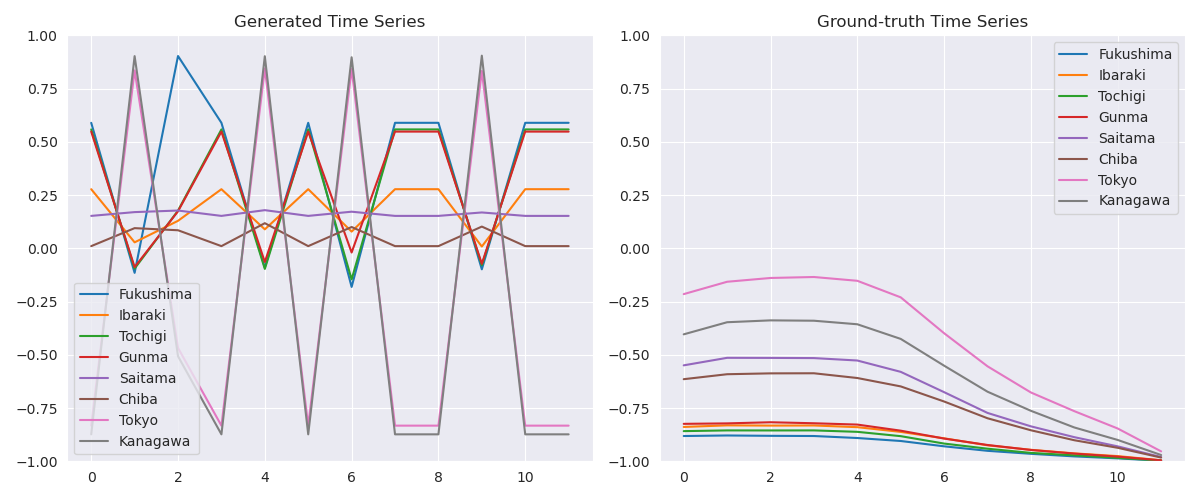 Generated Time Series
1.00
0.75
0.50
0.25
0.00
−0.25
−0.50
−0.75
−1.00
0 2 4 6 8 10
Fukushima
Ibaraki
Tochigi
Gunma
Saitama
Chiba
Tokyo
Kanagawa
Ground-truth Time Series
1.00
0.75
0.50
0.25
0.00
−0.25
−0.50
−0.75
−1.00
0 2 4 6 8 10
Fukushima
Ibaraki
Tochigi
Gunma
Saitama
Chiba
Tokyo
Kanagawa